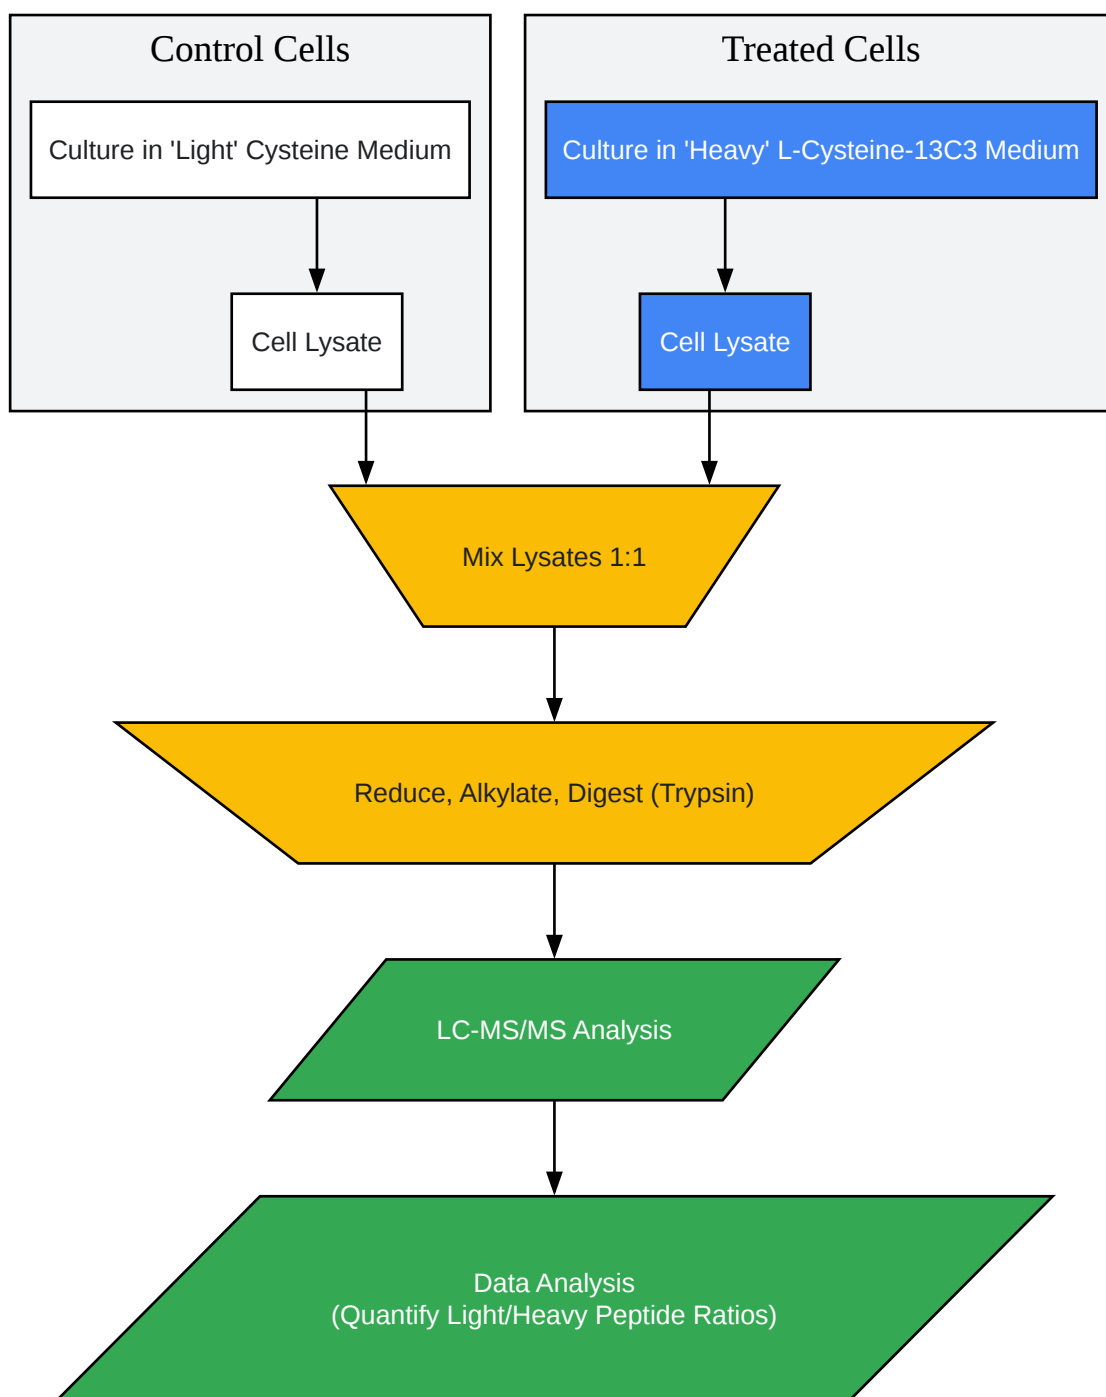 Control Cells
Treated Cells
Culture in 'Light' Cysteine Medium
Culture in 'Heavy' L-Cysteine-13C3 Medium
Cell Lysate
Cell Lysate
Mix Lysates 1:1
Reduce, Alkylate, Digest (Trypsin)
LC-MS/MS Analysis
Data Analysis
(Quantify Light/Heavy Peptide Ratios)